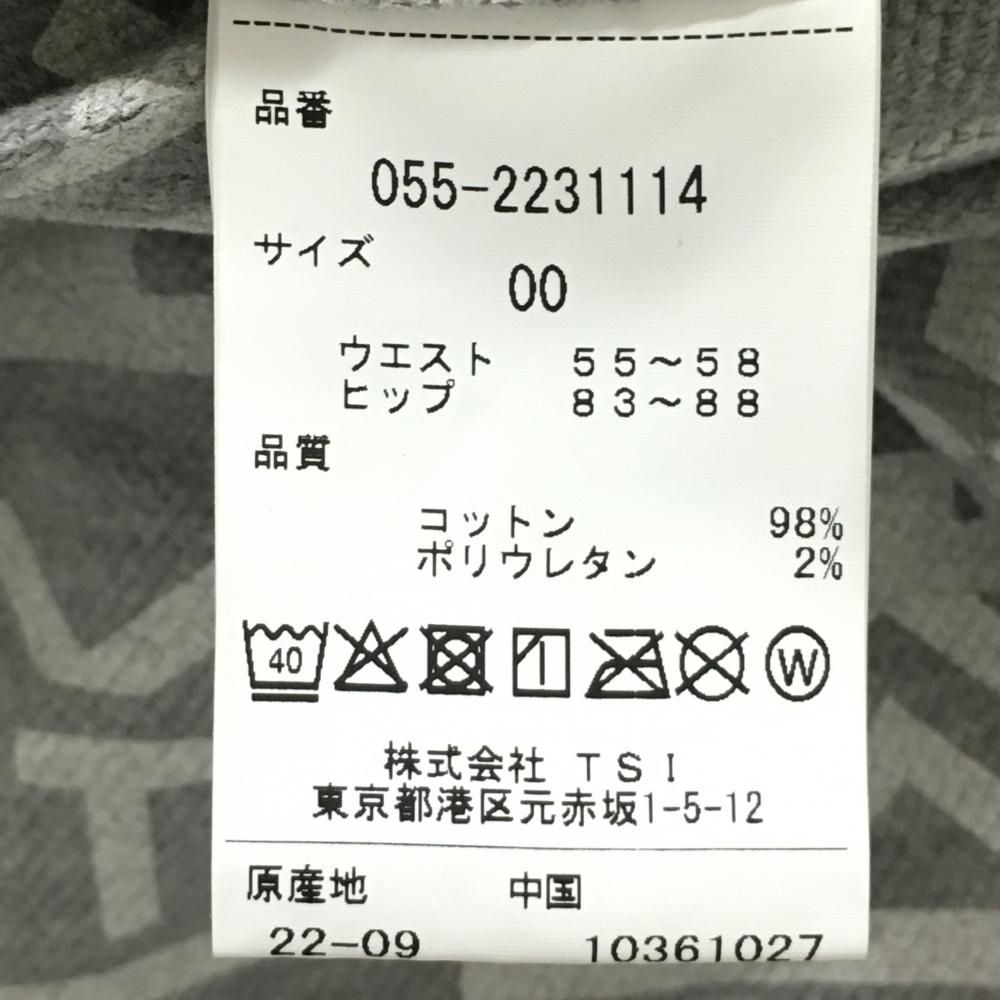 品番
055-2231114
サイズ
00
ウエスト 55～58
ヒップ 83～88
品質
コットン 98%
ポリウレタン 2%
40 W
株式会社 TSI
東京都港区元赤坂1-5-12
原産地 中国
22-09 10361027